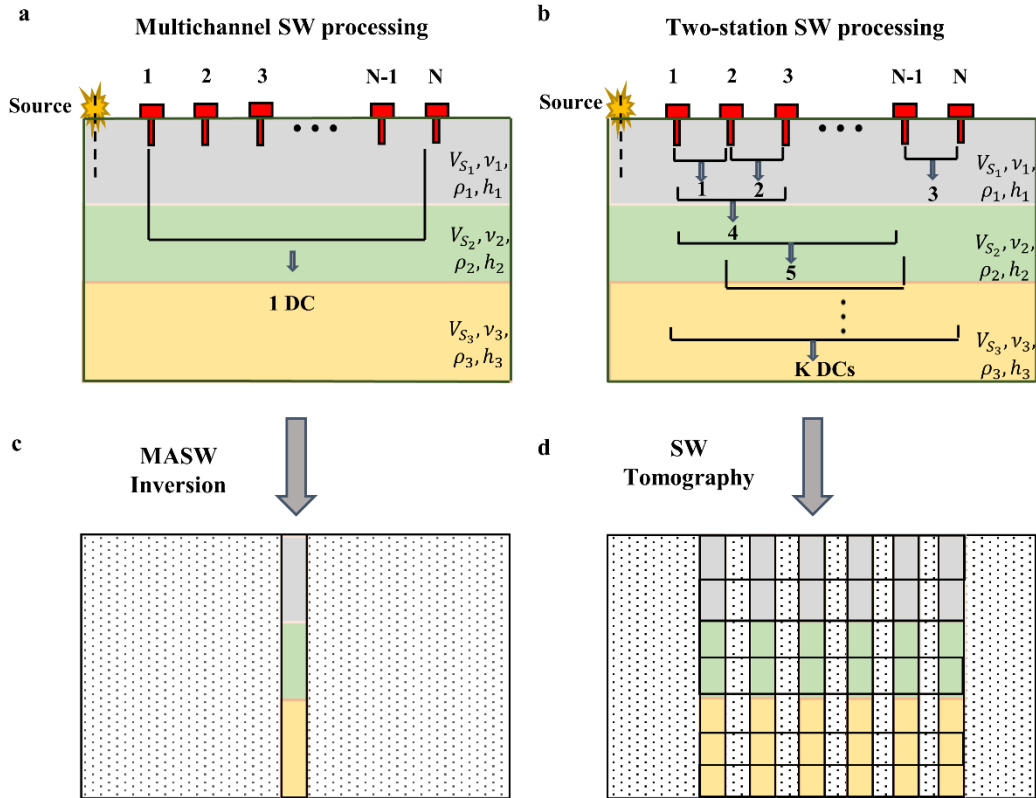 a
Multichannel SW processing
1 2 3 N-1 N
Source
• • •
V_{S_1}, ν_1,
ρ_1, h_1
V_{S_2}, ν_2,
ρ_2, h_2
1 DC
V_{S_3}, ν_3,
ρ_3, h_3
b
Two-station SW processing
1 2 3 N-1 N
Source
• • •
V_{S_1}, ν_1,
ρ_1, h_1
1 2 3
4
V_{S_2}, ν_2,
ρ_2, h_2
5
V_{S_3}, ν_3,
ρ_3, h_3
K DCs
c
MASW
Inversion
d
SW
Tomography